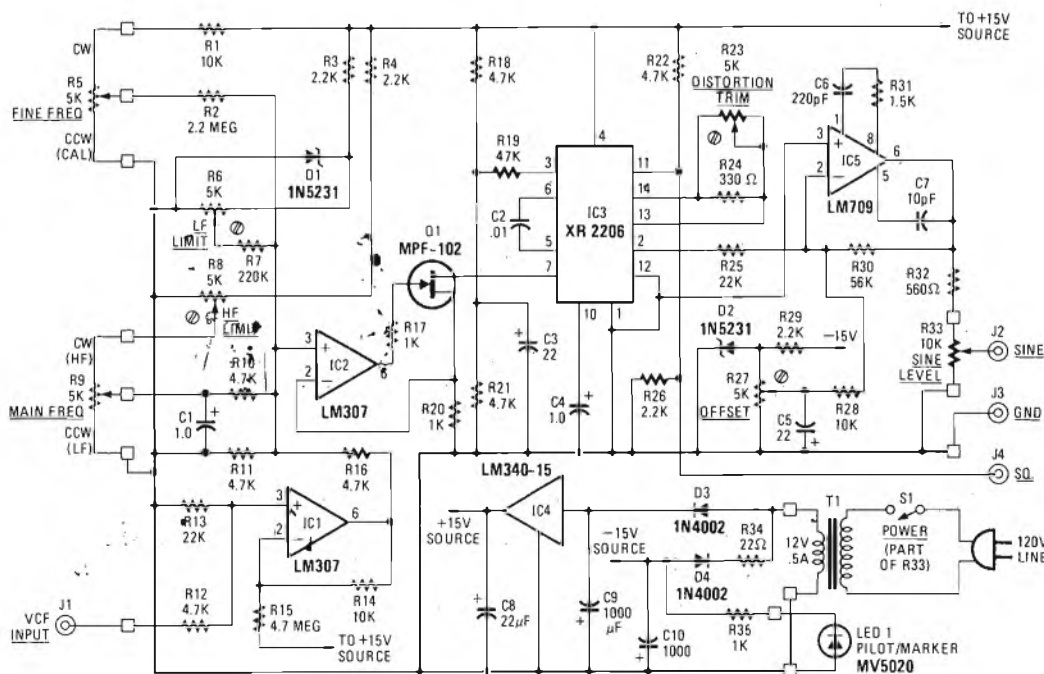 TO +15V
SOURCE
CW
R5
5K
FINE FREQ
CCW
(CAL)
R1
10K
R2
2.2 MEG
R3
2.2K
R4
2.2K
D1
1N5231
R6
5K
LF
LIMIT
R7
220K
R8
5K
HF
LIMIT
CW
(HF)
R9
5K
MAIN FREQ
CCW
(LF)
C1
1.0
+
R10
4.7K
R11
4.7K
R16
4.7K
R13
22K
R12
4.7K
J1
VCF
INPUT
3
+
2
−
IC1
6
LM307
R14
10K
R15
4.7 MEG
TO +15V
SOURCE
3
+
2
−
IC2
6
LM307
Q1
MPF-102
R17
1K
R20
1K
R18
4.7K
R19
47K
C2
.01
R21
4.7K
C3
22
+
C4
1.0
+
4
3
6
5
7
10
1
11
14
13
2
12
IC3
XR 2206
R22
4.7K
R23
5K
DISTORTION
TRIM
R24
330 Ω
R25
22K
R26
2.2K
D2
1N5231
R29
2.2K
−15V
R27
5K
OFFSET
C5
22
+
R28
10K
C6
220pF
R31
1.5K
3
+
2
−
1
8
6
5
IC5
LM709
C7
10pF
R30
56K
R32
560Ω
R33
10K
SINE
LEVEL
J2
SINE
J3
GND
J4
SQ.
LM340-15
IC4
+15V
SOURCE
C8
22μF
+
C9
1000
μF
+
−15V
SOURCE
C10
1000
+
D3
1N4002
D4
1N4002
R34
22Ω
R35
1K
12V
.5A
T1
S1
POWER
(PART
OF R33)
120V
LINE
LED 1
PILOT/MARKER
MV5020